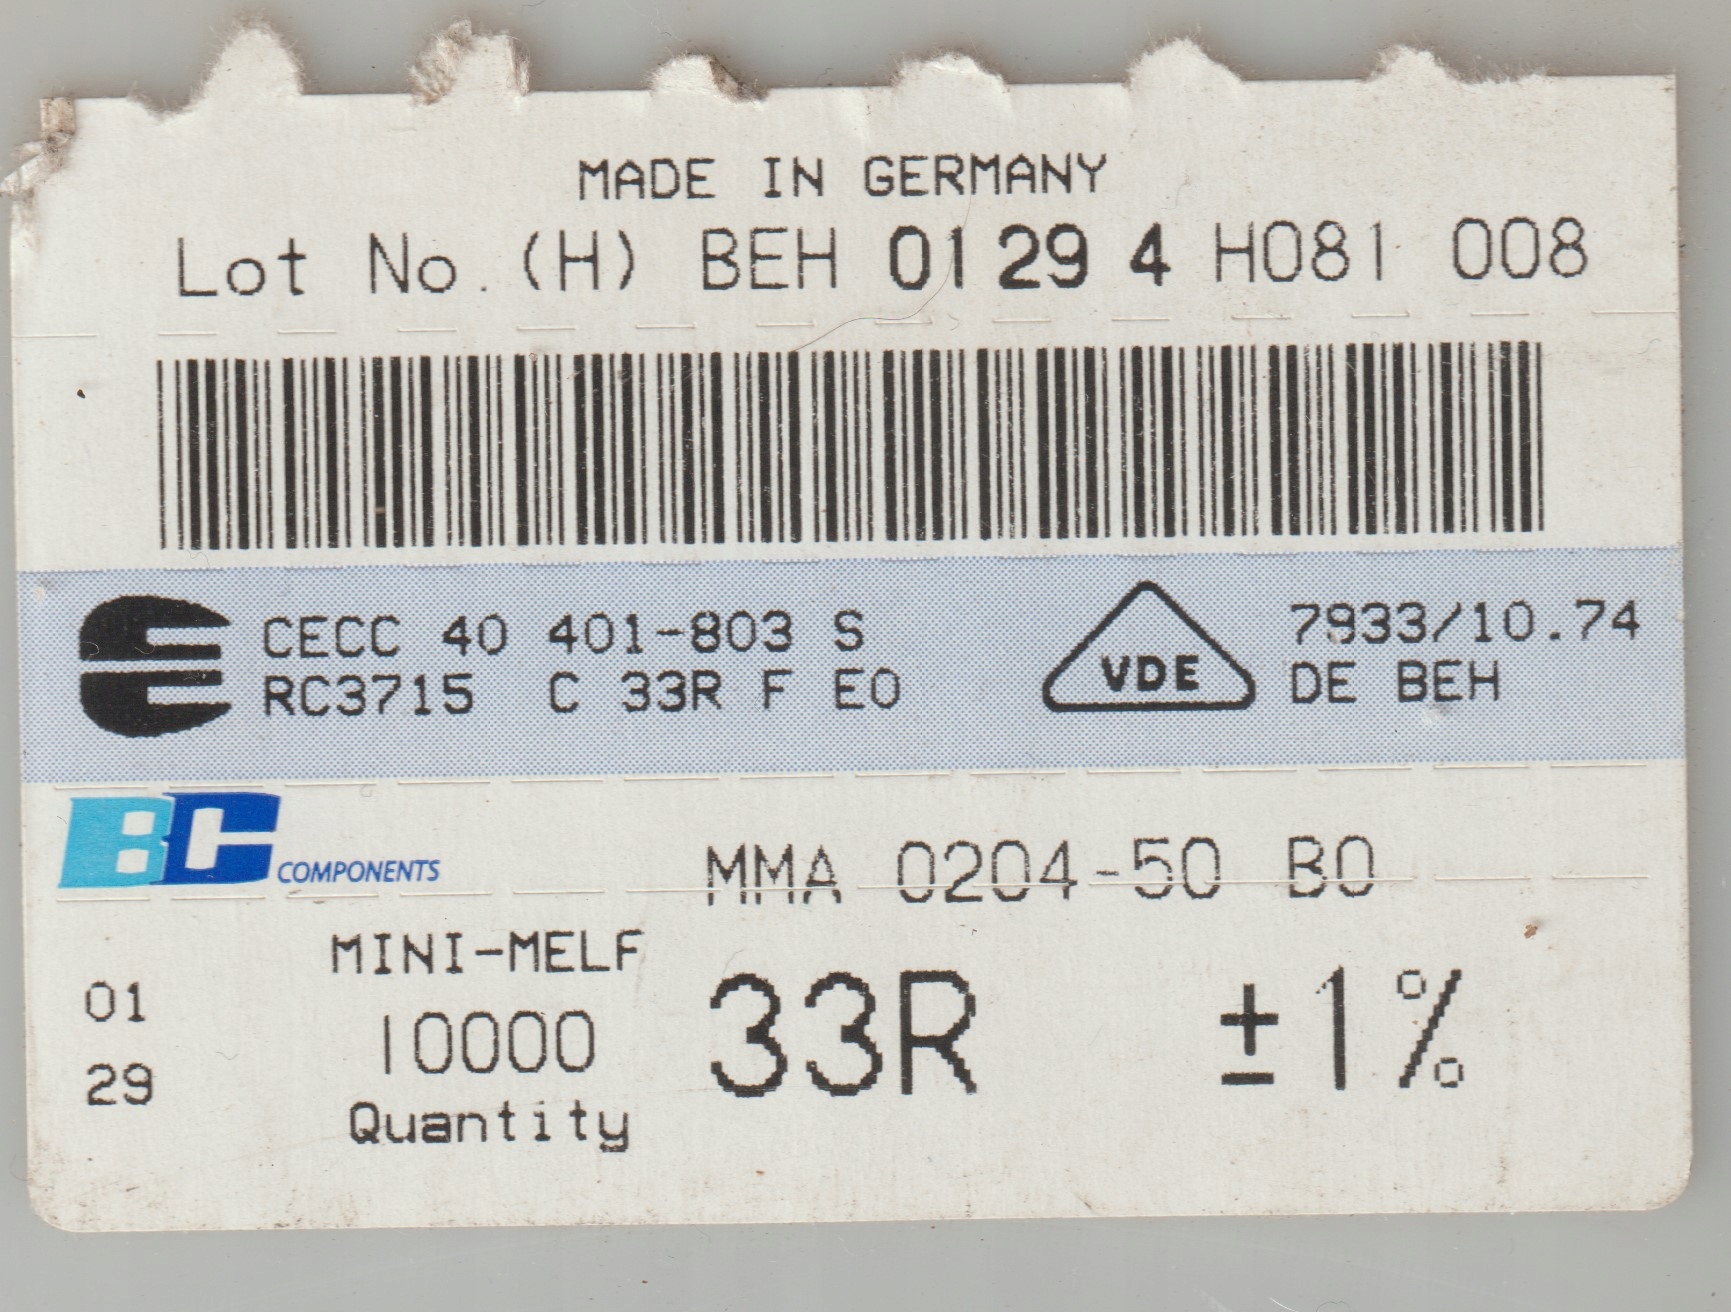 MADE IN GERMANY
Lot No. (H) BEH 01 29 4 H081 008
CECC 40 401-803 S
RC3715 C 33R F E0
VDE
7933/10.74
DE BEH
BC COMPONENTS
MMA 0204-50 B0
MINI-MELF
01
29
10000
Quantity
33R ±1%